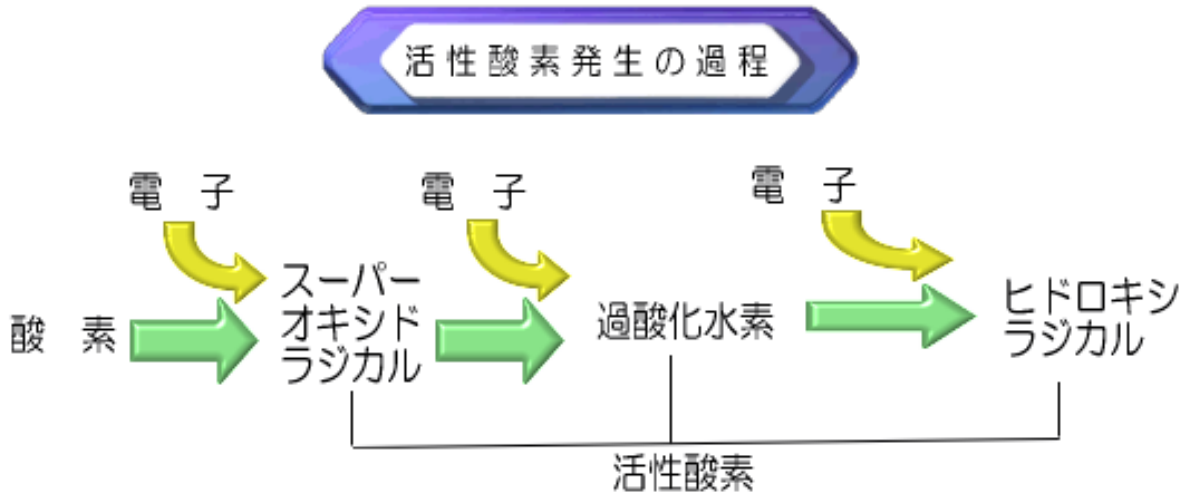 活性酸素発生の過程
電 子
電 子
電 子
酸 素
スーパー
オキシド
ラジカル
過酸化水素
ヒドロキシ
ラジカル
活性酸素